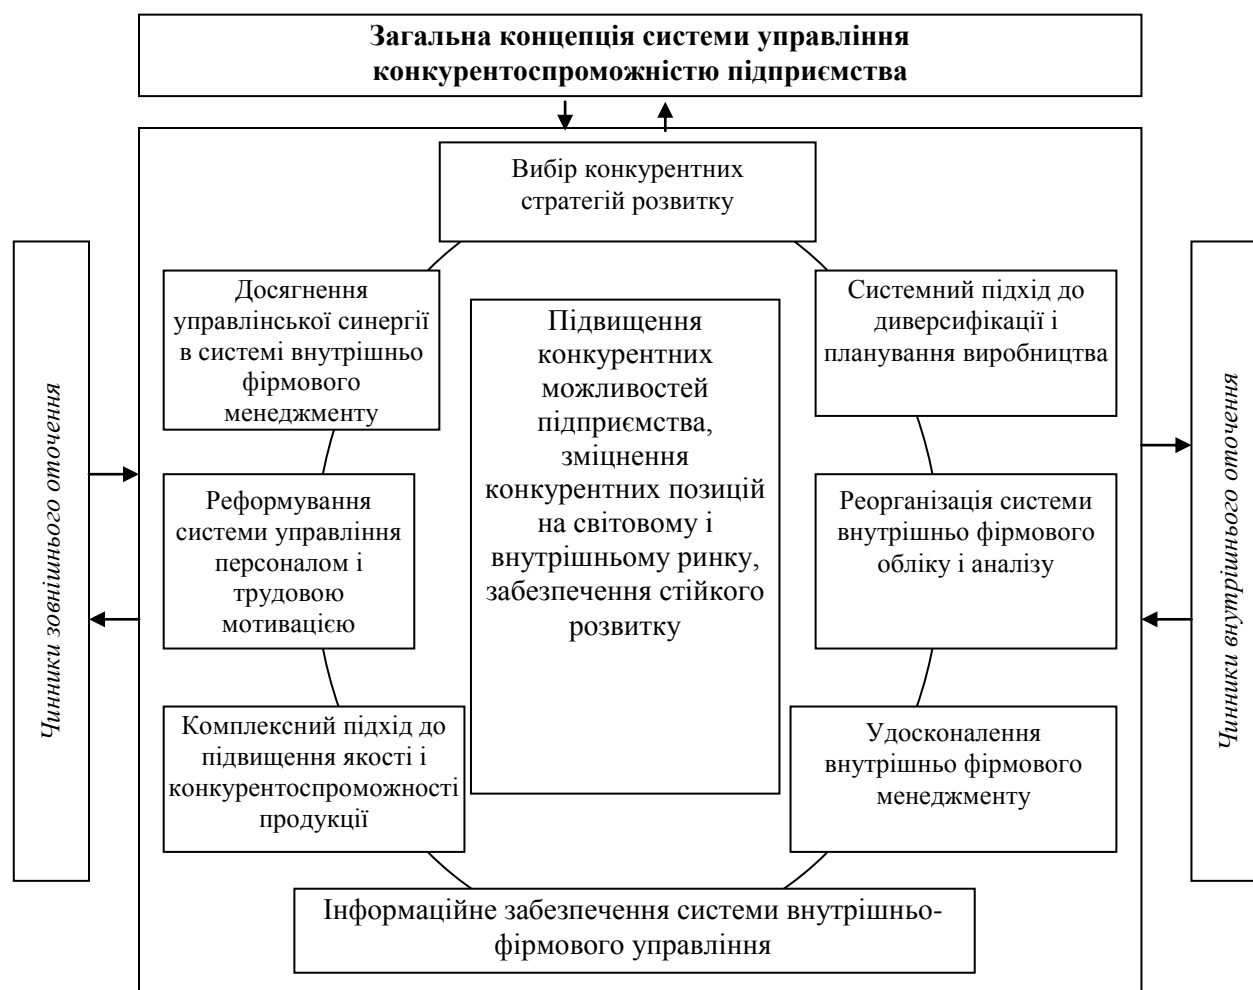 Загальна концепція системи управління
конкурентоспроможністю підприємства
Вибір конкурентних
стратегій розвитку
Чинники зовнішнього оточення
Досягнення
управлінської синергії
в системі внутрішньо
фірмового
менеджменту
Реформування
системи управління
персоналом і
трудовою
мотивацією
Комплексний підхід до
підвищення якості і
конкурентоспроможності
продукції
Підвищення
конкурентних
можливостей
підприємства,
зміцнення
конкурентних позицій
на світовому і
внутрішньому ринку,
забезпечення стійкого
розвитку
Системний підхід до
диверсифікації і
планування виробництва
Реорганізація системи
внутрішньо фірмового
обліку і аналізу
Удосконалення
внутрішньо фірмового
менеджменту
Чинники внутрішнього оточення
Інформаційне забезпечення системи внутрішньо-
фірмового управління